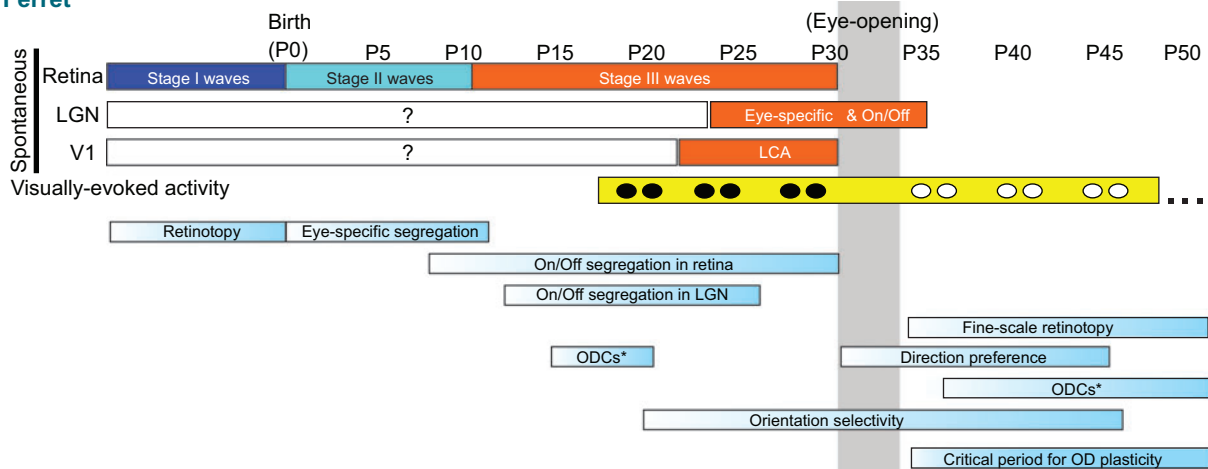 Ferret
Birth
(P0)
P5
P10
P15
P20
P25
P30
(Eye-opening)
P35
P40
P45
P50
Spontaneous
Retina
Stage I waves
Stage II waves
Stage III waves
LGN
?
Eye-specific & On/Off
V1
?
LCA
Visually-evoked activity
Retinotopy
Eye-specific segregation
On/Off segregation in retina
On/Off segregation in LGN
Fine-scale retinotopy
ODCs*
Direction preference
ODCs*
Orientation selectivity
Critical period for OD plasticity